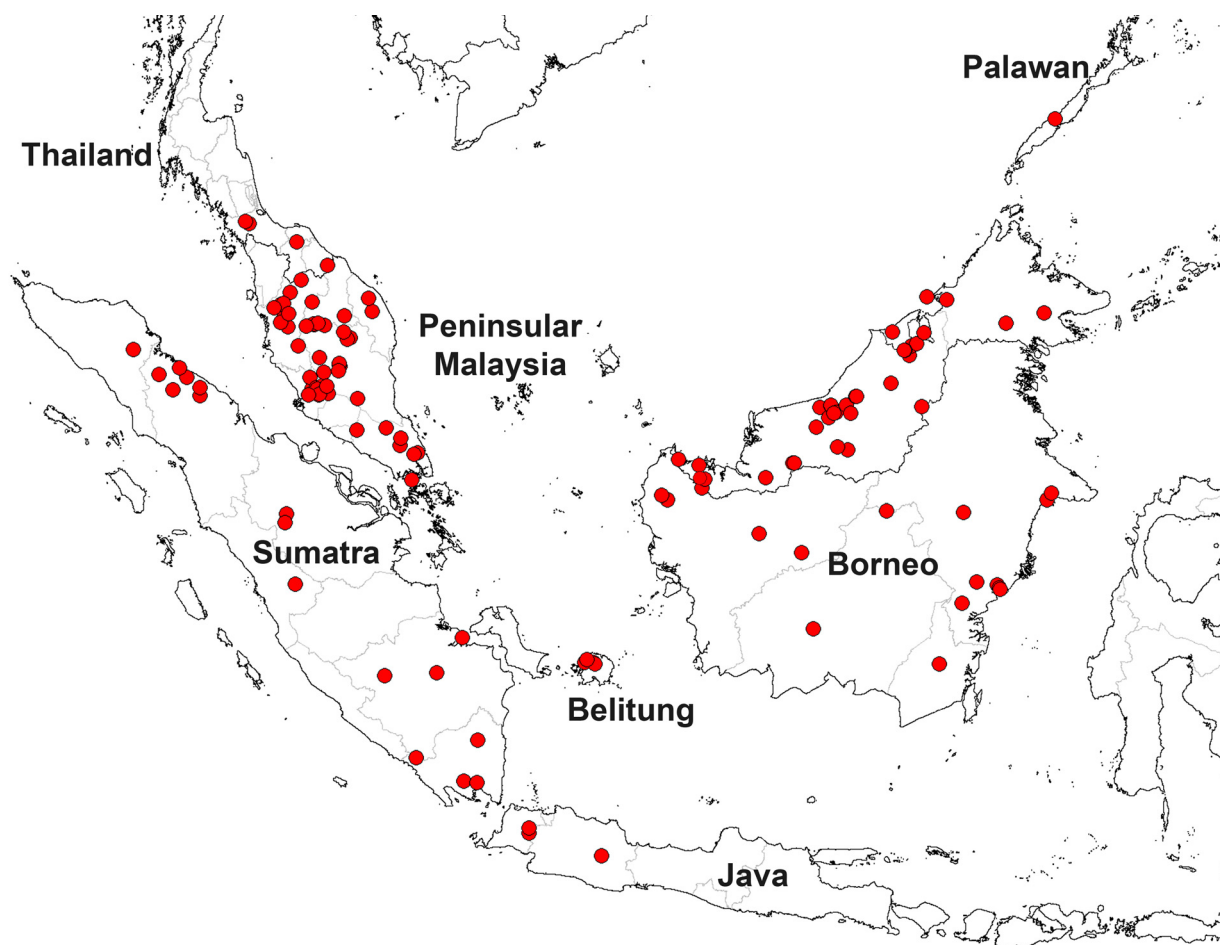 Palawan
Thailand
Peninsular
Malaysia
Sumatra
Borneo
Belitung
Java